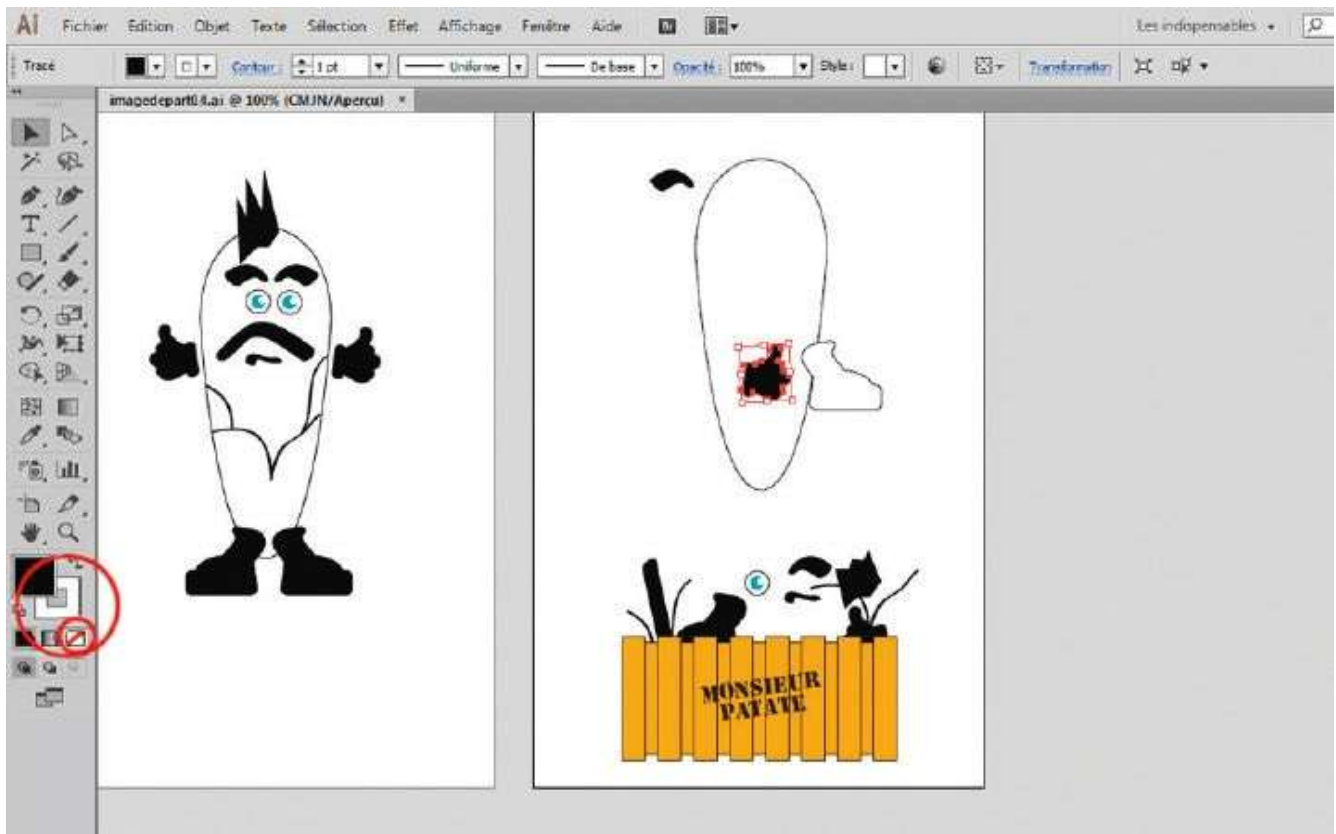 Ai Fichier Edition Objet Texte Sélection Effet Affichage Fenêtre Aide Br Les indispensables
Tracé Contour : 1 pt Uniforme De base Opacité : 100% Style : Transformation
imagedepart04.ai @ 100% (CMJN/Aperçu) ×
T
MONSIEUR
PATATE